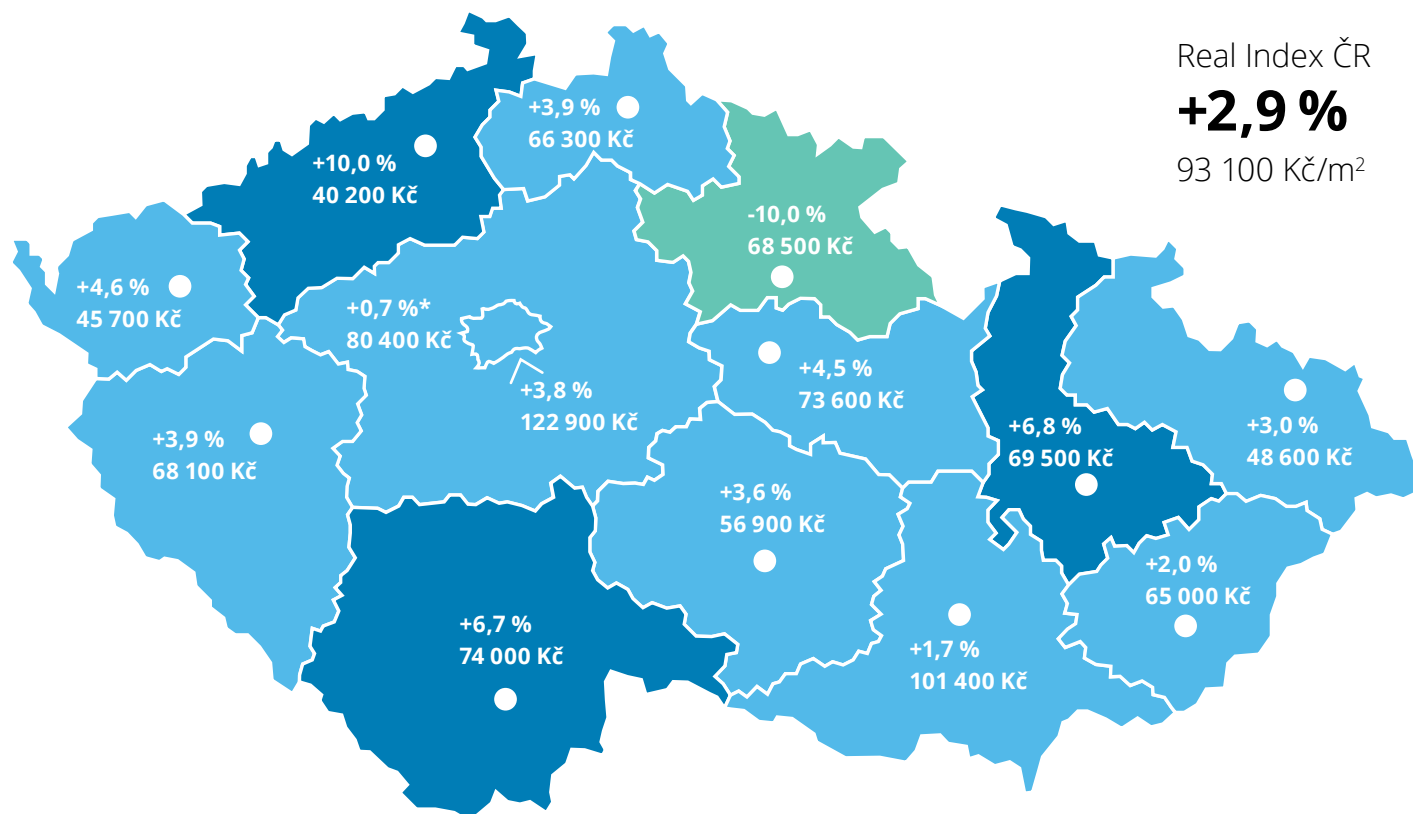 Real Index ČR
+2,9 %
93 100 Kč/m²
+3,9 %
66 300 Kč
+10,0 %
40 200 Kč
-10,0 %
68 500 Kč
+4,6 %
45 700 Kč
+0,7 %*
80 400 Kč
+3,8 %
122 900 Kč
+4,5 %
73 600 Kč
+6,8 %
69 500 Kč
+3,0 %
48 600 Kč
+3,9 %
68 100 Kč
+3,6 %
56 900 Kč
+2,0 %
65 000 Kč
+6,7 %
74 000 Kč
+1,7 %
101 400 Kč